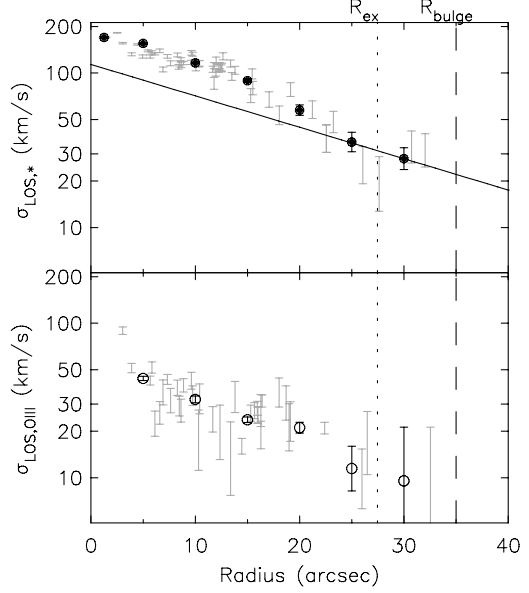 R_ex R_bulge
200
100
50
30
20
10
σ_LOS,* (km/s)
200
100
50
30
20
10
σ_LOS,OIII (km/s)
0 10 20 30 40
Radius (arcsec)